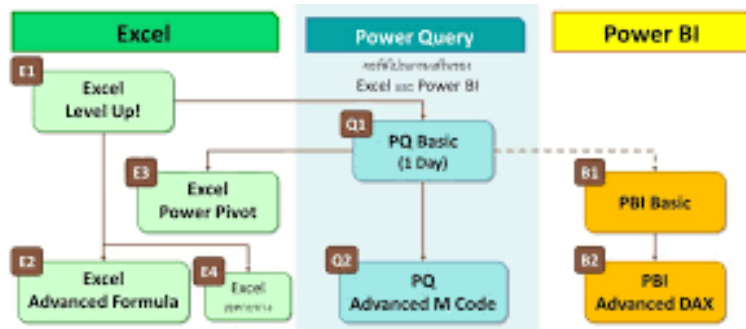 Excel
Power Query
Power BI
Excel และ Power BI
E1
Excel
Level Up!
Q1
PQ Basic
(1 Day)
E3
Excel
Power Pivot
B1
PBI Basic
E2
Excel
Advanced Formula
E4
Excel
Q2
PQ
Advanced M Code
B2
PBI
Advanced DAX